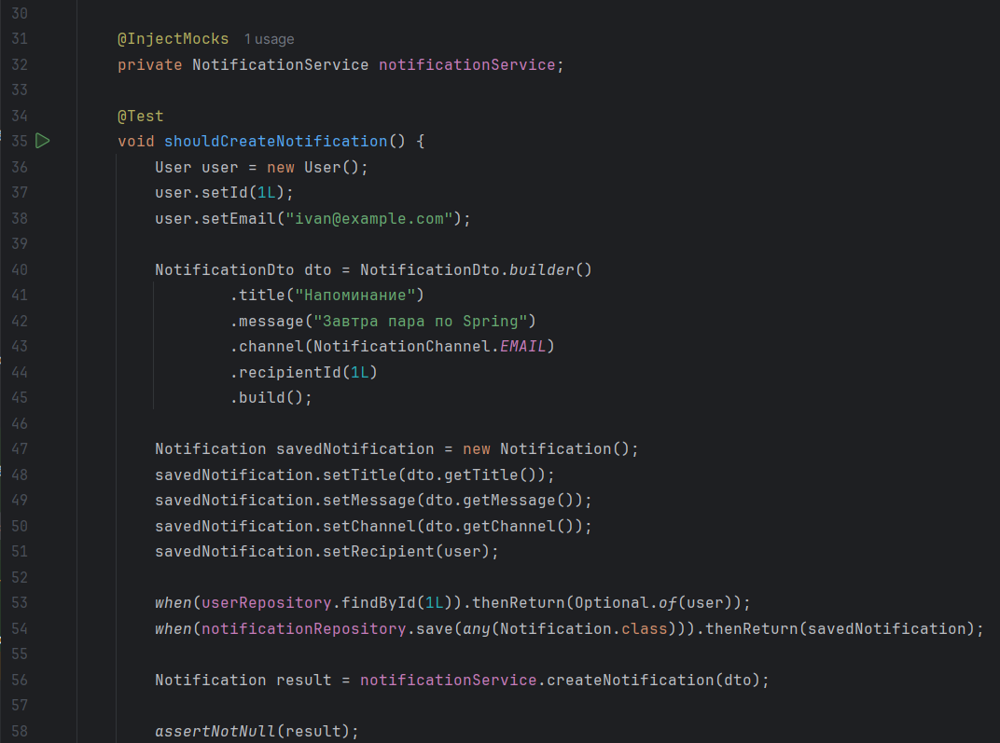 30
31 @InjectMocks 1 usage
32 private NotificationService notificationService;
33
34 @Test
35 void shouldCreateNotification() {
36 User user = new User();
37 user.setId(1L);
38 user.setEmail("ivan@example.com");
39
40 NotificationDto dto = NotificationDto.builder()
41 .title("Напоминание")
42 .message("Завтра пара по Spring")
43 .channel(NotificationChannel.EMAIL)
44 .recipientId(1L)
45 .build();
46
47 Notification savedNotification = new Notification();
48 savedNotification.setTitle(dto.getTitle());
49 savedNotification.setMessage(dto.getMessage());
50 savedNotification.setChannel(dto.getChannel());
51 savedNotification.setRecipient(user);
52
53 when(userRepository.findById(1L)).thenReturn(Optional.of(user));
54 when(notificationRepository.save(any(Notification.class))).thenReturn(savedNotification);
55
56 Notification result = notificationService.createNotification(dto);
57
58 assertNotNull(result);